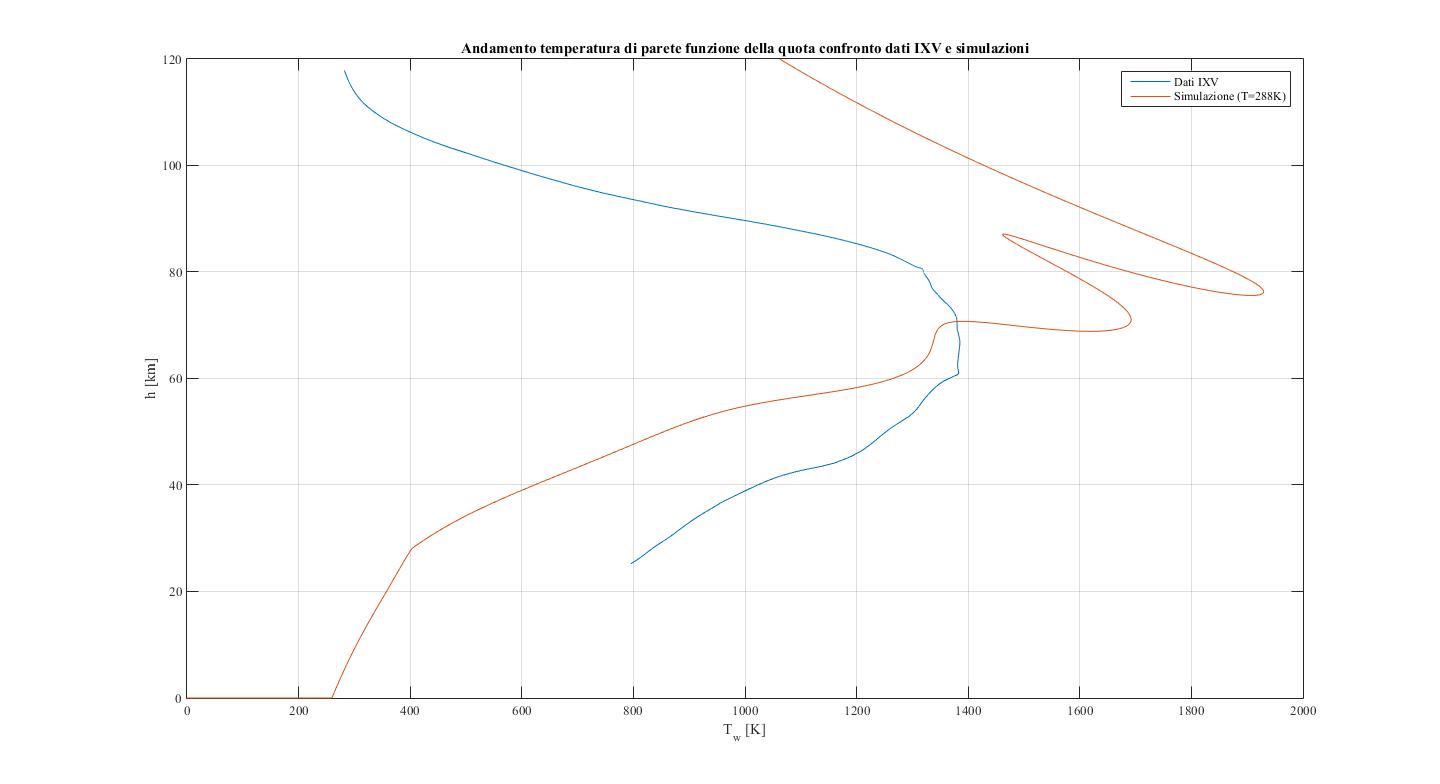 Andamento temperatura di parete funzione della quota confronto dati IXV e simulazioni
Dati IXV
Simulazione (T=288K)
120
100
80
60
40
20
0
h [km]
0 200 400 600 800 1000 1200 1400 1600 1800 2000
T_w [K]